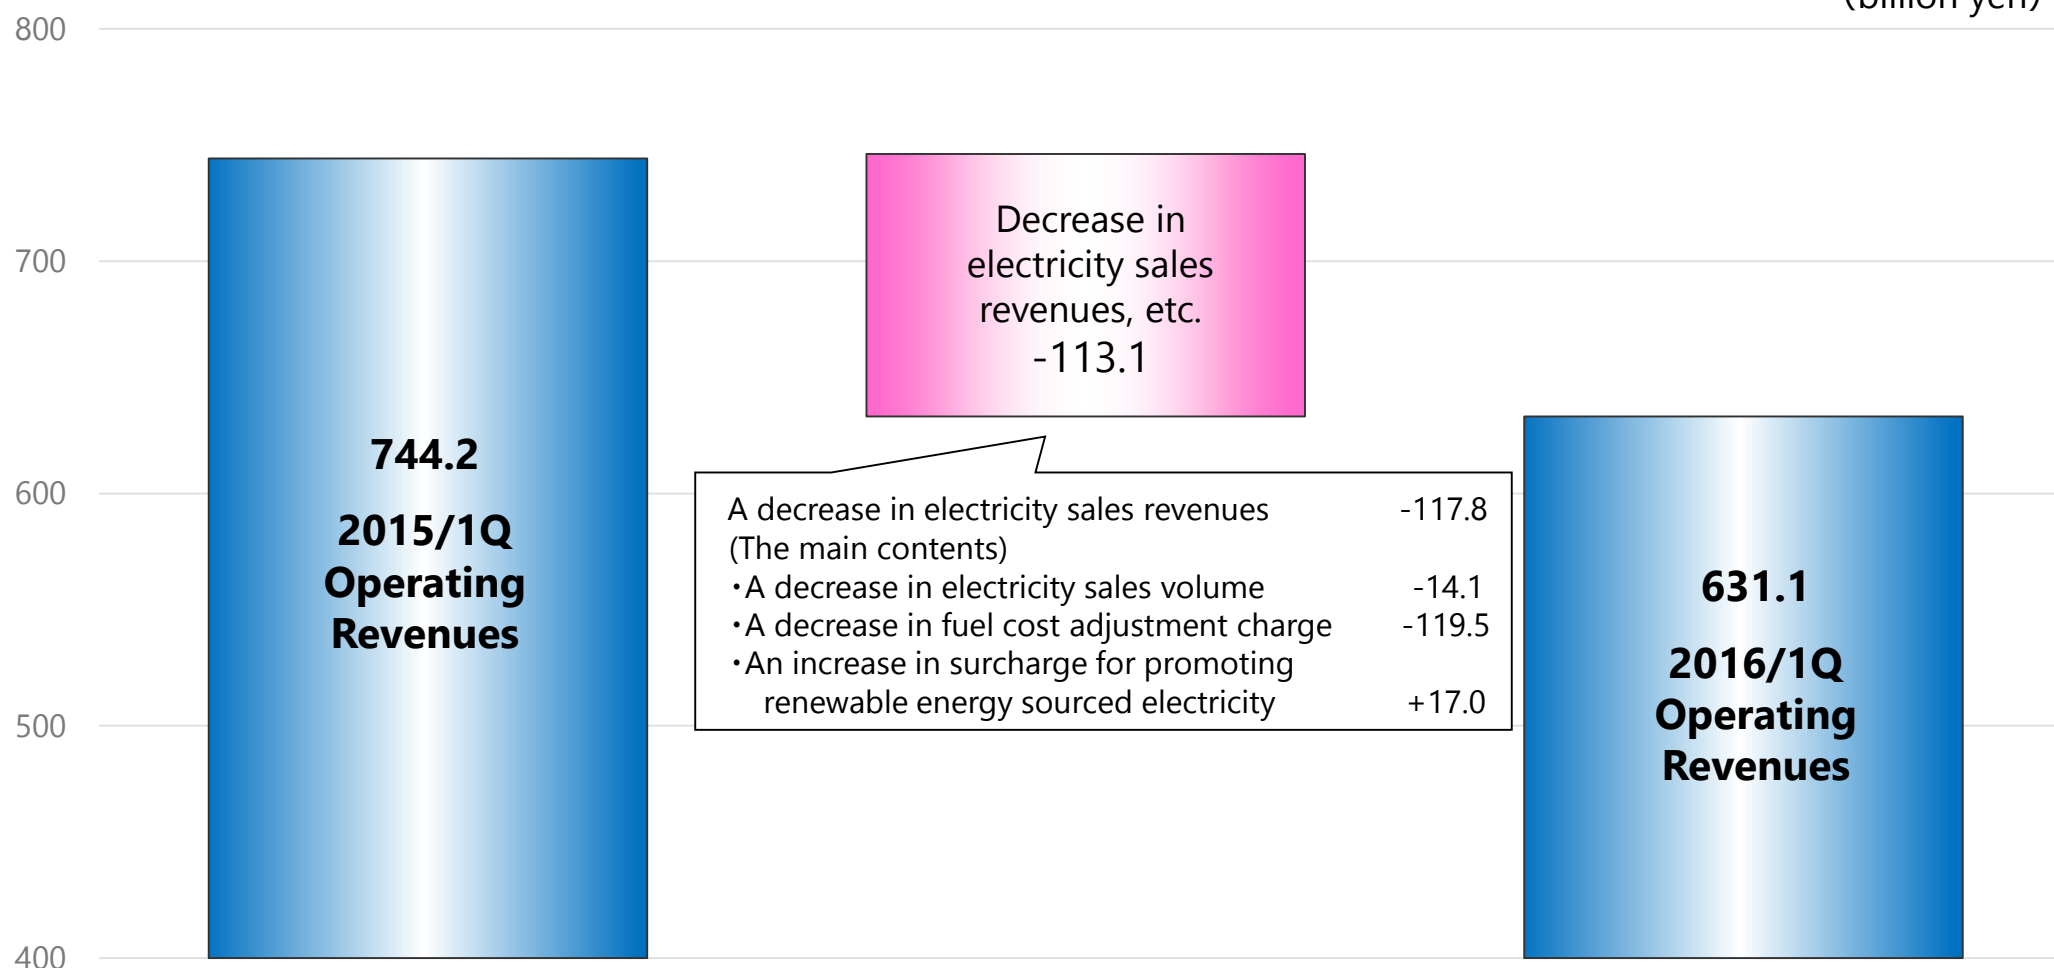 (billion yen)
800
700
600
500
400
744.2
2015/1Q
Operating
Revenues
Decrease in
electricity sales
revenues, etc.
-113.1
A decrease in electricity sales revenues -117.8
(The main contents)
・A decrease in electricity sales volume -14.1
・A decrease in fuel cost adjustment charge -119.5
・An increase in surcharge for promoting
renewable energy sourced electricity +17.0
631.1
2016/1Q
Operating
Revenues